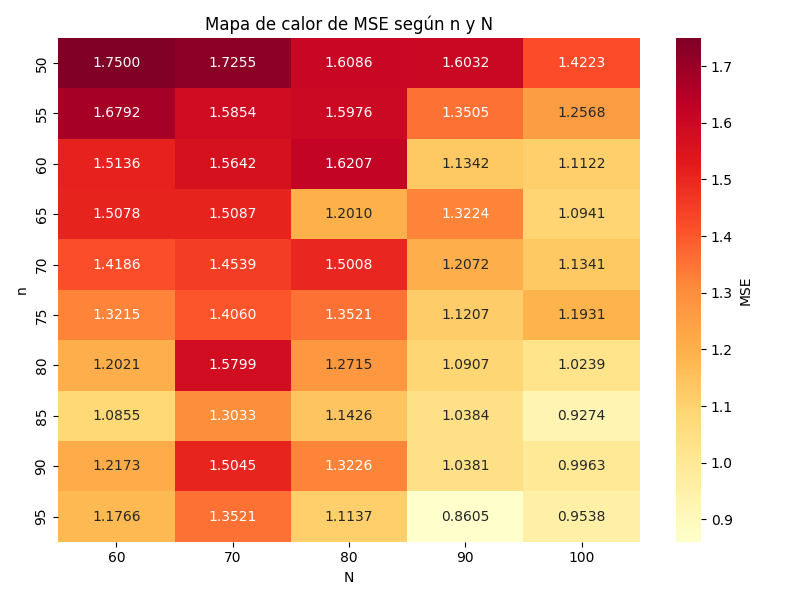 Mapa de calor de MSE según n y N
50 1.7500 1.7255 1.6086 1.6032 1.4223
55 1.6792 1.5854 1.5976 1.3505 1.2568
60 1.5136 1.5642 1.6207 1.1342 1.1122
65 1.5078 1.5087 1.2010 1.3224 1.0941
70 1.4186 1.4539 1.5008 1.2072 1.1341
75 1.3215 1.4060 1.3521 1.1207 1.1931
80 1.2021 1.5799 1.2715 1.0907 1.0239
85 1.0855 1.3033 1.1426 1.0384 0.9274
90 1.2173 1.5045 1.3226 1.0381 0.9963
95 1.1766 1.3521 1.1137 0.8605 0.9538
60 70 80 90 100
N
n
1.7
1.6
1.5
1.4
1.3
1.2
1.1
1.0
0.9
MSE